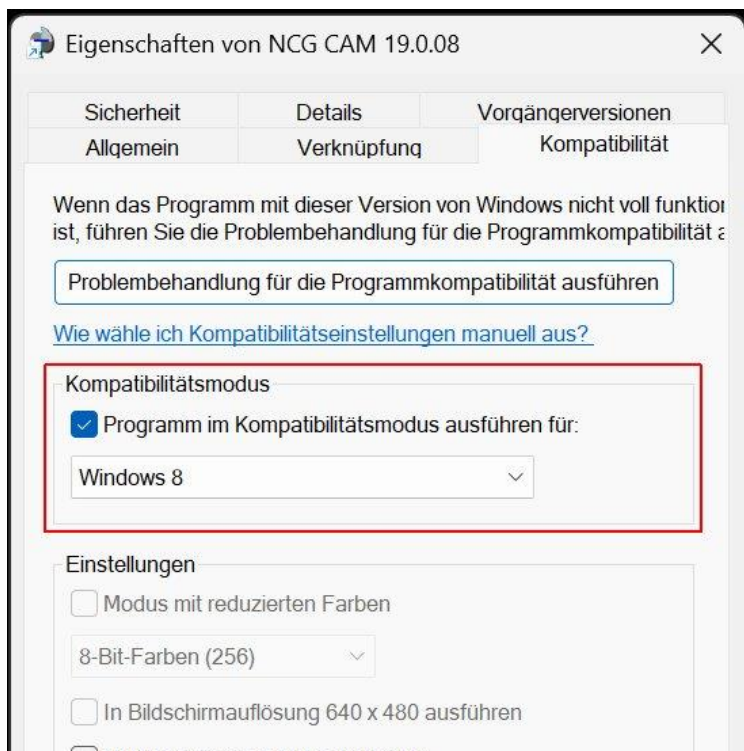 Eigenschaften von NCG CAM 19.0.08
Sicherheit
Details
Vorgängerversionen
Allgemein
Verknüpfung
Kompatibilität
Wenn das Programm mit dieser Version von Windows nicht voll funktion
ist, führen Sie die Problembehandlung für die Programmkompatibilität a
Problembehandlung für die Programmkompatibilität ausführen
Wie wähle ich Kompatibilitätseinstellungen manuell aus?
Kompatibilitätsmodus
Programm im Kompatibilitätsmodus ausführen für:
Windows 8
Einstellungen
Modus mit reduzierten Farben
8-Bit-Farben (256)
In Bildschirmauflösung 640 x 480 ausführen